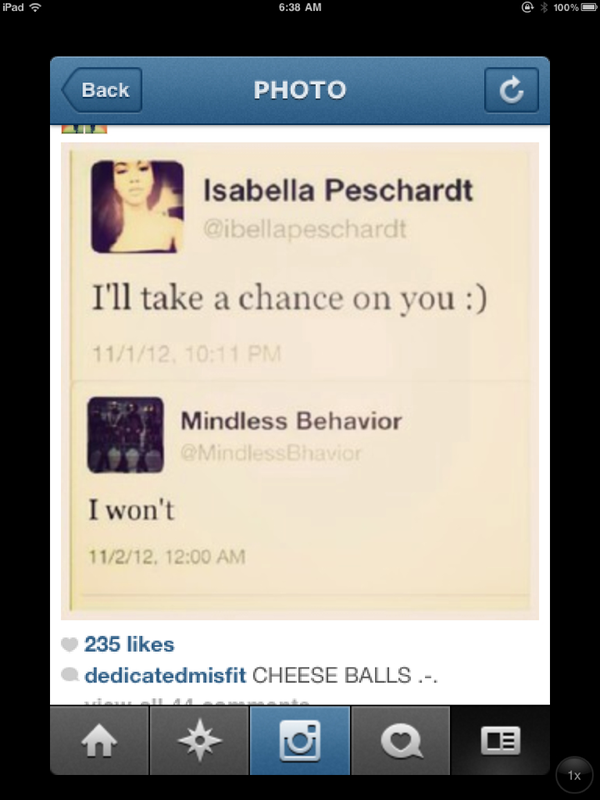 iPad 6:38 AM 100%
Back PHOTO
Isabella Peschardt
@ibellapeschardt
I'll take a chance on you :)
11/1/12, 10:11 PM
Mindless Behavior
@MindlessBhavior
I won't
11/2/12, 12:00 AM
235 likes
dedicatedmisfit CHEESE BALLS .-.
view all 44 comments
1x